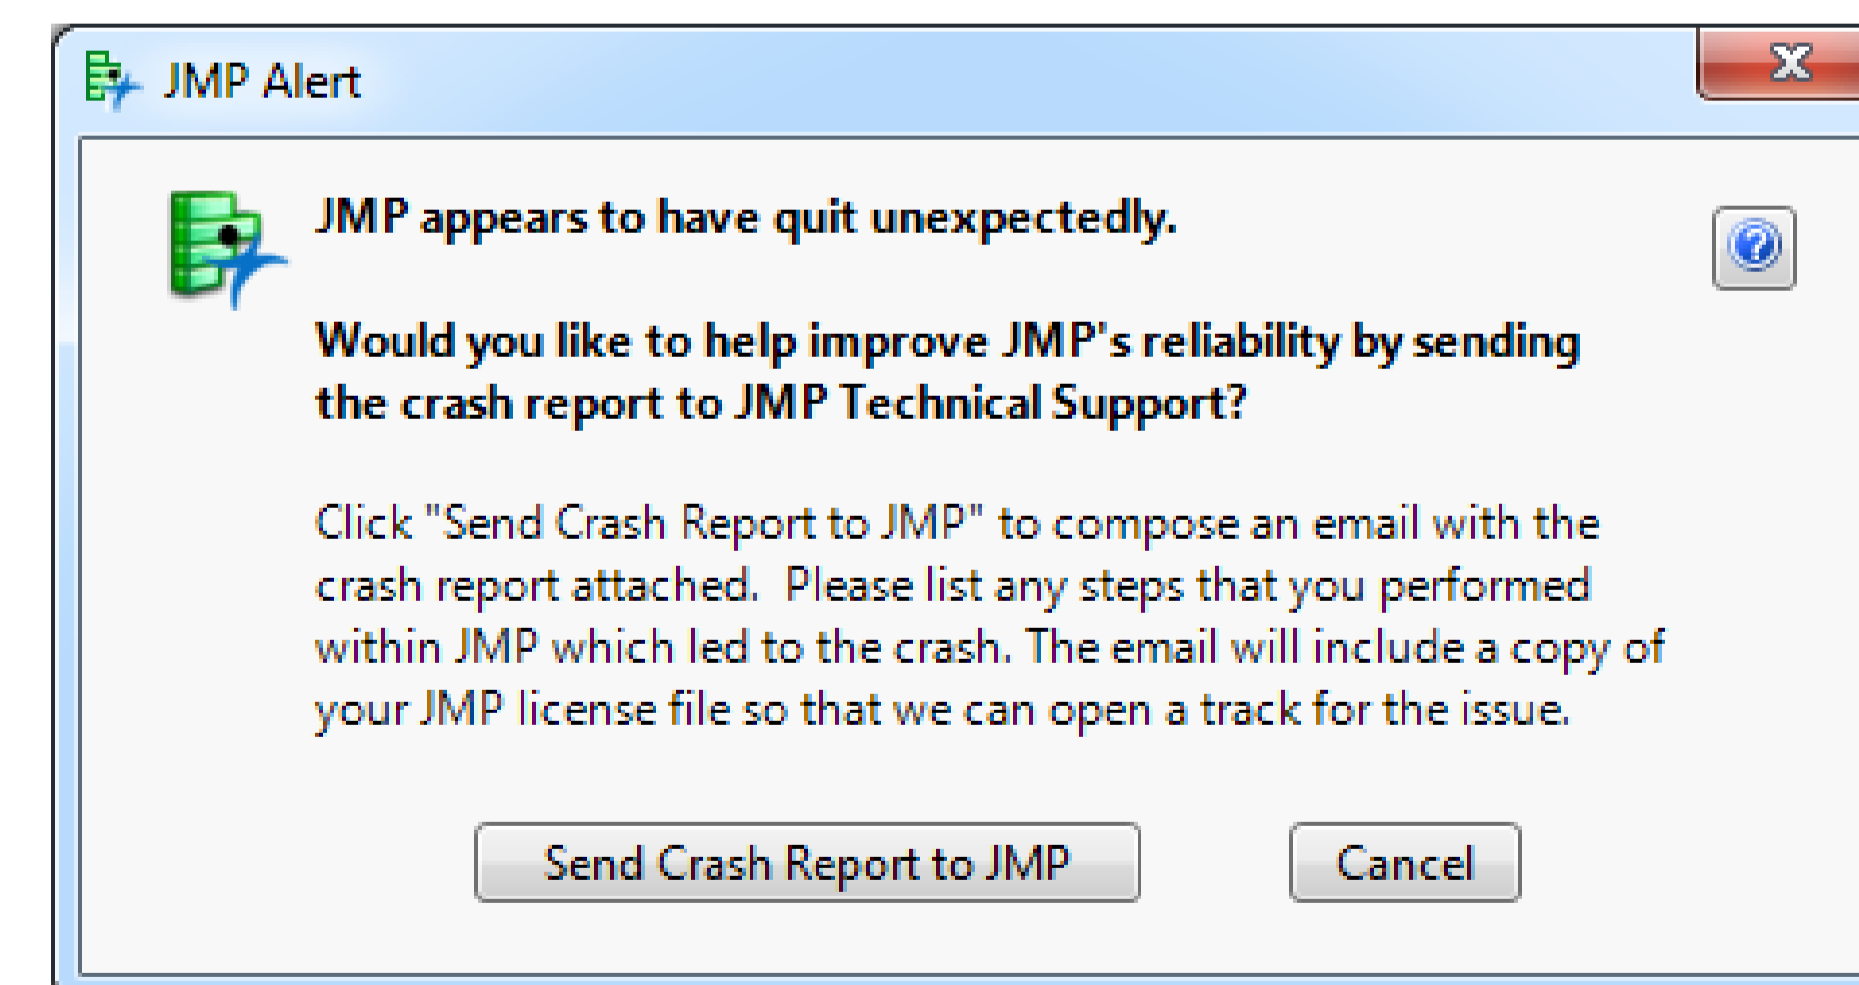 JMP Alert
JMP appears to have quit unexpectedly.
Would you like to help improve JMP's reliability by sending
the crash report to JMP Technical Support?
Click "Send Crash Report to JMP" to compose an email with the
crash report attached.  Please list any steps that you performed
within JMP which led to the crash. The email will include a copy of
your JMP license file so that we can open a track for the issue.
Send Crash Report to JMP
Cancel